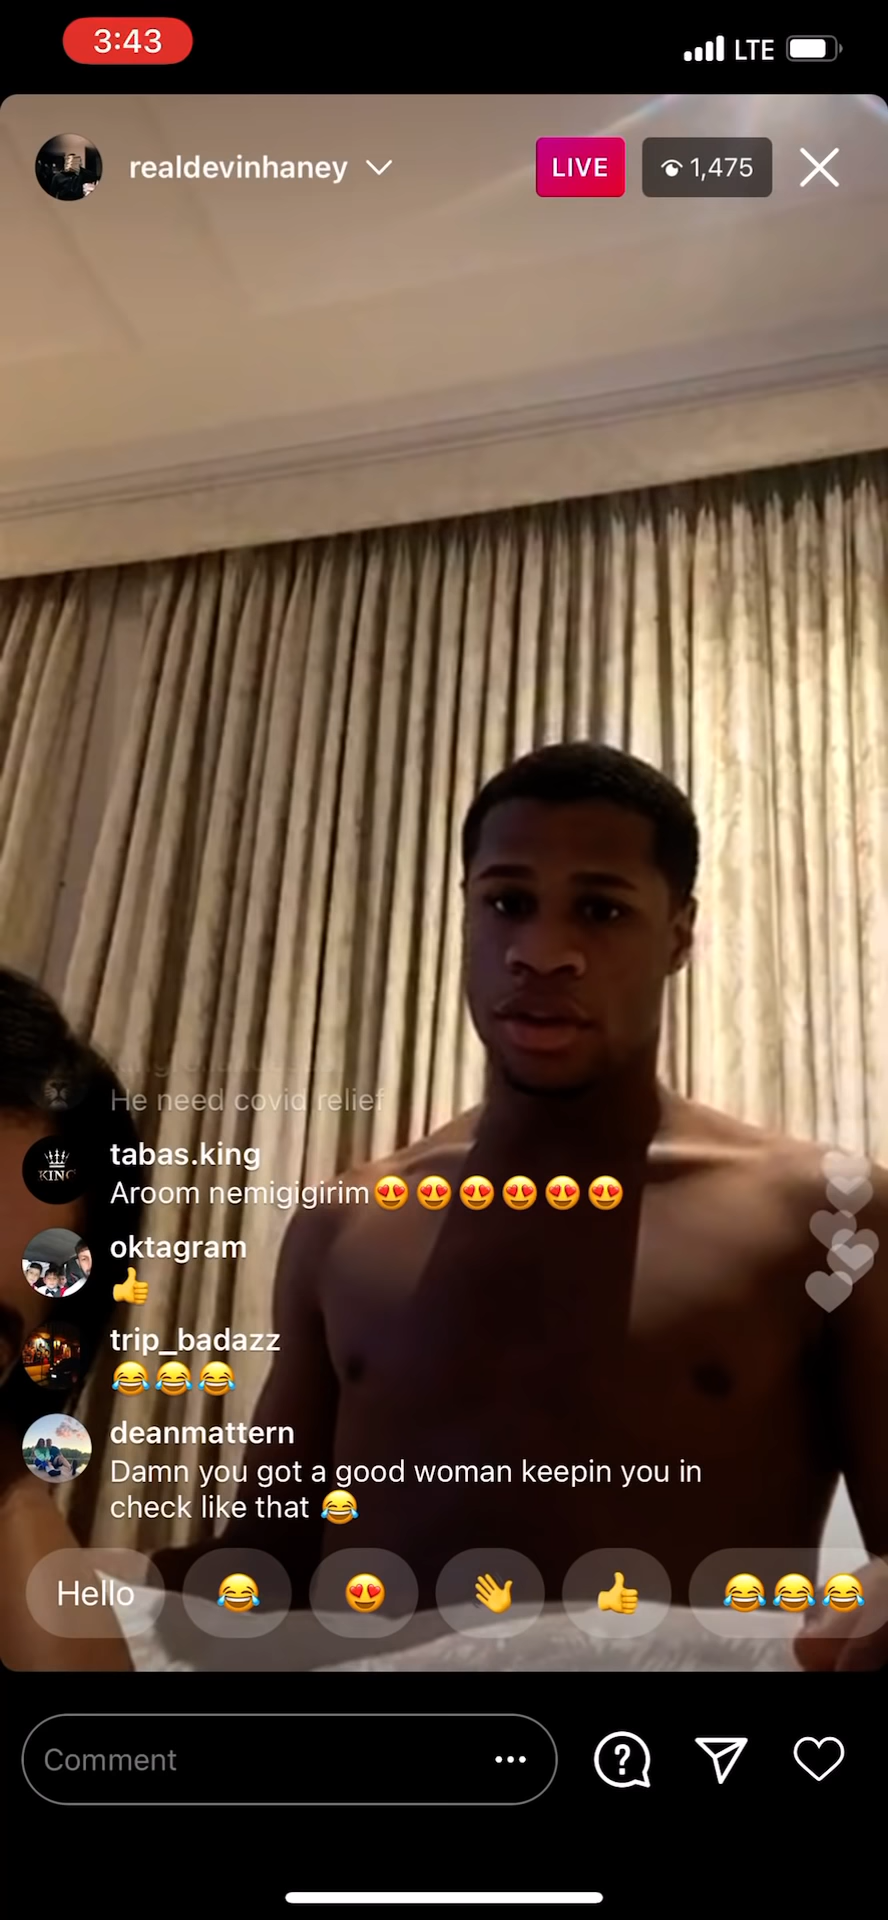 3:43
LTE
realdevinhaney
LIVE
1,475
He need covid relief
KING
tabas.king
Aroom nemigigirim😍😍😍😍😍😍
oktagram
👍
trip_badazz
😂😂😂
deanmattern
Damn you got a good woman keepin you in
check like that 😂
Hello 😂 😍 👋 👍 😂😂😂
Comment